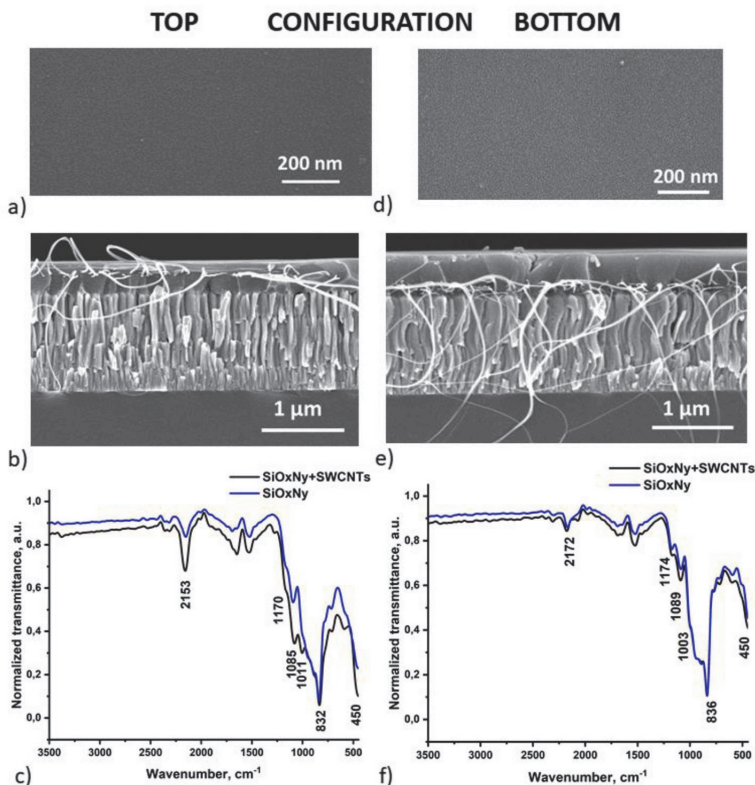 TOP CONFIGURATION BOTTOM
200 nm
a)
200 nm
d)
1 µm
b)
1 µm
e)
SiOxNy+SWCNTs
SiOxNy
Normalized transmittance, a.u.
1,0
0,8
0,6
0,4
0,2
0,0
2153
1170
1085
1011
832
450
3500 3000 2500 2000 1500 1000 500
Wavenumber, cm-1
c)
SiOxNy+SWCNTs
SiOxNy
Normalized transmittance, a.u.
1,0
0,8
0,6
0,4
0,2
0,0
2172
1174
1089
1003
836
450
3500 3000 2500 2000 1500 1000 500
Wavenumber, cm-1
f)